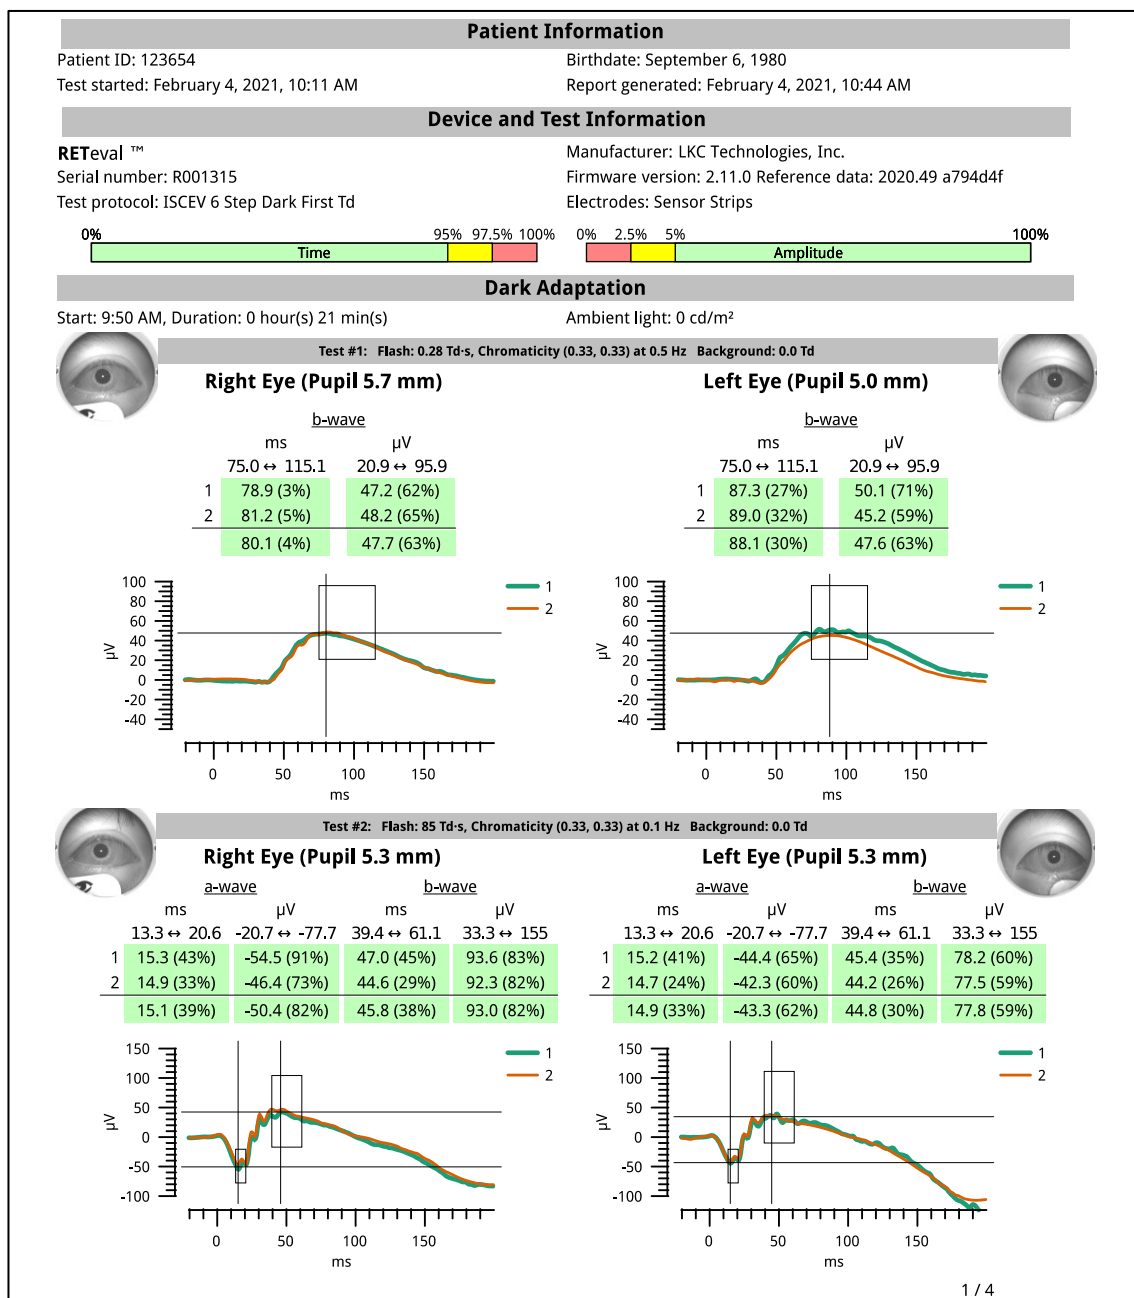 Patient Information
Patient ID: 123654 Birthdate: September 6, 1980
Test started: February 4, 2021, 10:11 AM Report generated: February 4, 2021, 10:44 AM
Device and Test Information
RETeval ™ Manufacturer: LKC Technologies, Inc.
Serial number: R001315 Firmware version: 2.11.0 Reference data: 2020.49 a794d4f
Test protocol: ISCEV 6 Step Dark First Td Electrodes: Sensor Strips
0% 95% 97.5% 100% 0% 2.5% 5% 100%
Time Amplitude
Dark Adaptation
Start: 9:50 AM, Duration: 0 hour(s) 21 min(s) Ambient light: 0 cd/m²
Test #1: Flash: 0.28 Td·s, Chromaticity (0.33, 0.33) at 0.5 Hz Background: 0.0 Td
Right Eye (Pupil 5.7 mm) Left Eye (Pupil 5.0 mm)
b-wave b-wave
ms µV ms µV
75.0 ↔ 115.1 20.9 ↔ 95.9 75.0 ↔ 115.1 20.9 ↔ 95.9
1 78.9 (3%) 47.2 (62%) 1 87.3 (27%) 50.1 (71%)
2 81.2 (5%) 48.2 (65%) 2 89.0 (32%) 45.2 (59%)
80.1 (4%) 47.7 (63%) 88.1 (30%) 47.6 (63%)
100 1 100 1
80 2 80 2
60 60
40 40
µV µV
20 20
0 0
-20 -20
-40 -40
0 50 100 150 0 50 100 150
ms ms
Test #2: Flash: 85 Td·s, Chromaticity (0.33, 0.33) at 0.1 Hz Background: 0.0 Td
Right Eye (Pupil 5.3 mm) Left Eye (Pupil 5.3 mm)
a-wave b-wave a-wave b-wave
ms µV ms µV ms µV ms µV
13.3 ↔ 20.6 -20.7 ↔ -77.7 39.4 ↔ 61.1 33.3 ↔ 155 13.3 ↔ 20.6 -20.7 ↔ -77.7 39.4 ↔ 61.1 33.3 ↔ 155
1 15.3 (43%) -54.5 (91%) 47.0 (45%) 93.6 (83%) 1 15.2 (41%) -44.4 (65%) 45.4 (35%) 78.2 (60%)
2 14.9 (33%) -46.4 (73%) 44.6 (29%) 92.3 (82%) 2 14.7 (24%) -42.3 (60%) 44.2 (26%) 77.5 (59%)
15.1 (39%) -50.4 (82%) 45.8 (38%) 93.0 (82%) 14.9 (33%) -43.3 (62%) 44.8 (30%) 77.8 (59%)
150 1 150 1
100 2 100 2
50 50
µV µV
0 0
-50 -50
-100 -100
0 50 100 150 0 50 100 150
ms ms
1 / 4